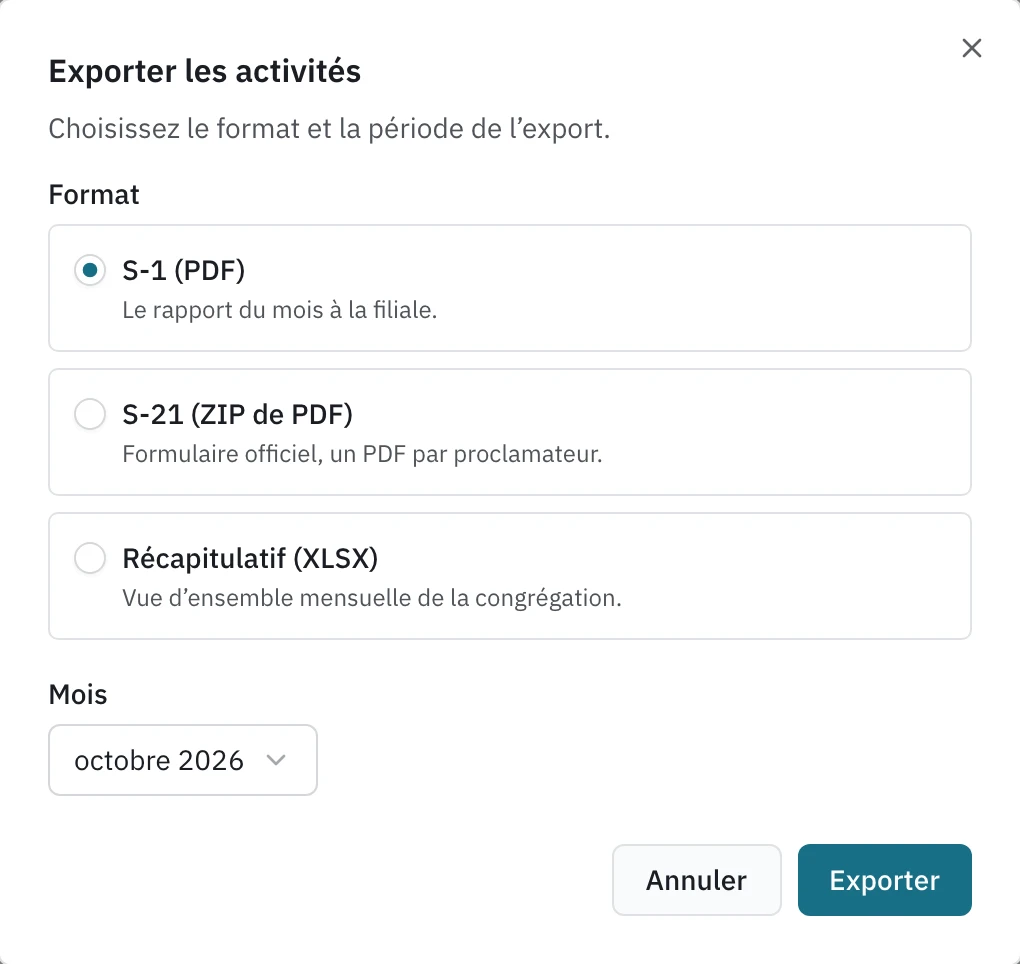 Exporter les activités
Choisissez le format et la période de l’export.
Format
S-1 (PDF)
Le rapport du mois à la filiale.
S-21 (ZIP de PDF)
Formulaire officiel, un PDF par proclamateur.
Récapitulatif (XLSX)
Vue d’ensemble mensuelle de la congrégation.
Mois
octobre 2026
Annuler
Exporter